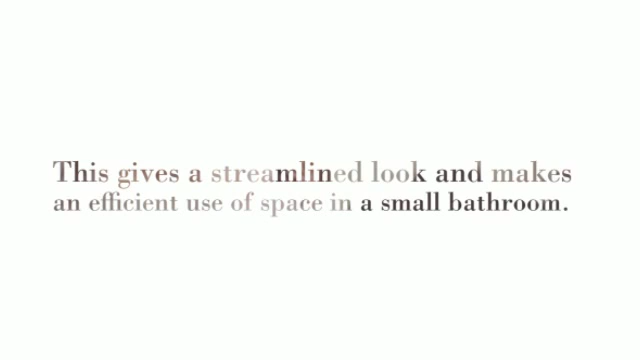 This gives a streamlined look and makes
an efficient use of space in a small bathroom.